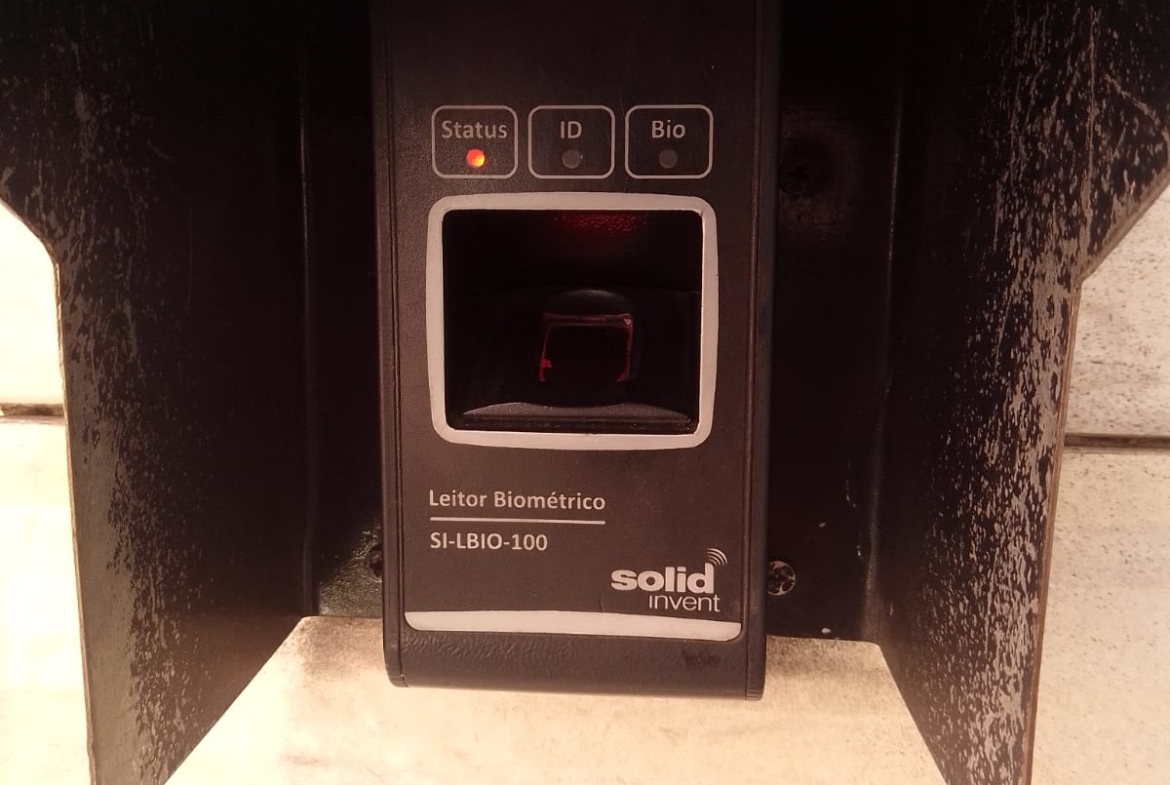 Status ID Bio
Leitor Biométrico
SI-LBIO-100
solid
invent